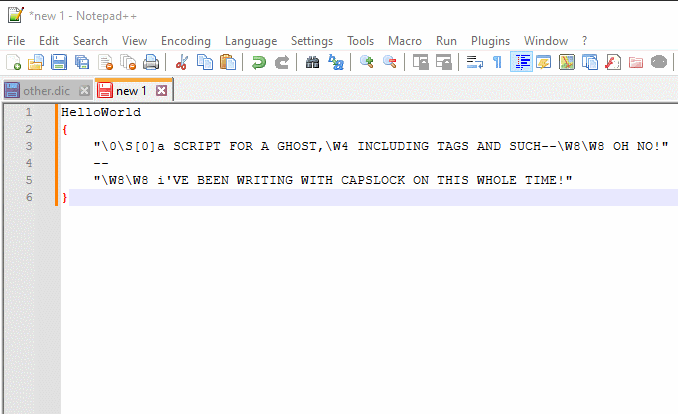 *new 1 - Notepad++
File Edit Search View Encoding Language Settings Tools Macro Run Plugins Window ?
other.dic new 1
1 HelloWorld
2 {
3 "\0\S[0]a SCRIPT FOR A GHOST,\W4 INCLUDING TAGS AND SUCH--\W8\W8 OH NO!"
4 --
5 "\W8\W8 i'VE BEEN WRITING WITH CAPSLOCK ON THIS WHOLE TIME!"
6 }